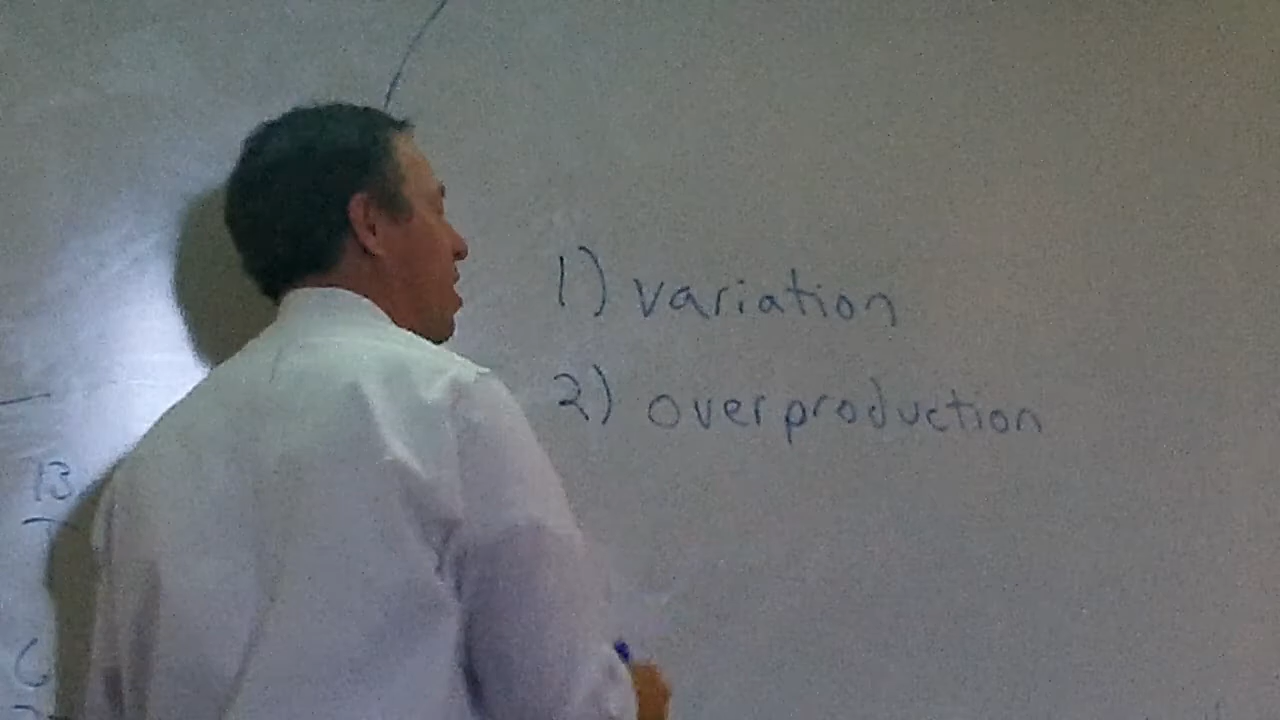 1) variation
2) overproduction
B